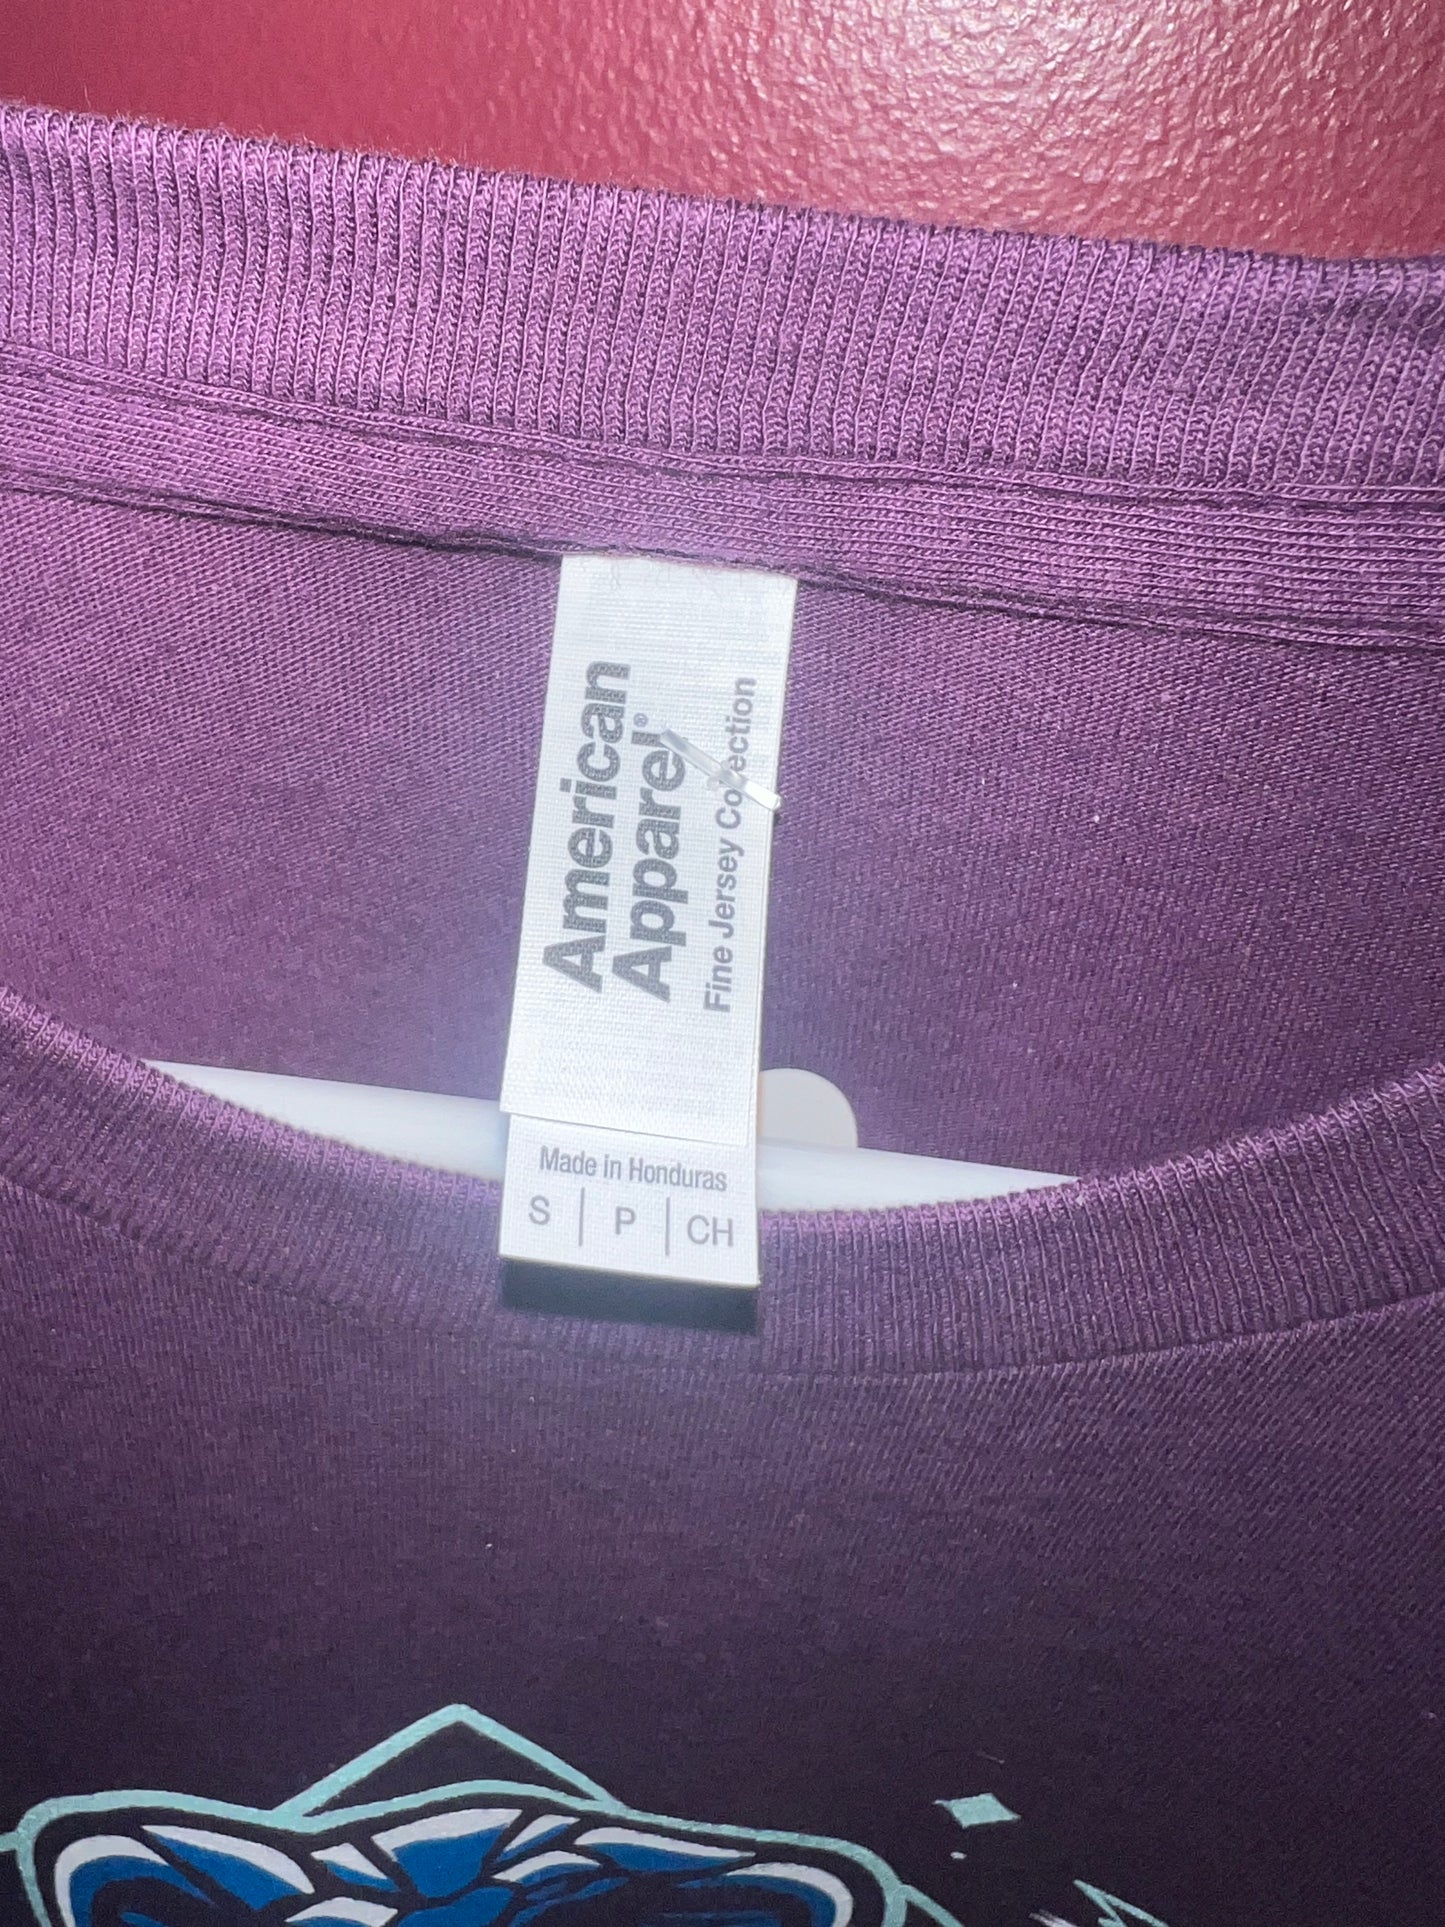 American
Apparel®
Fine Jersey Collection
Made in Honduras
S | P | CH